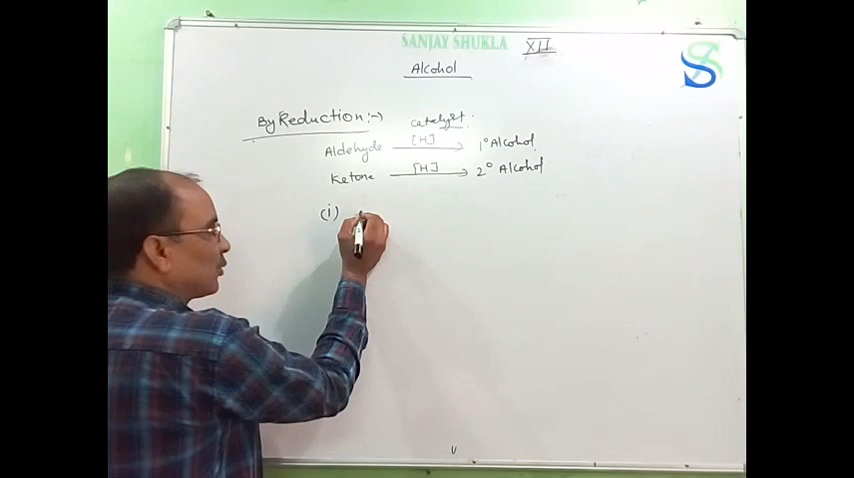 SANJAY SHUKLA XII
Alcohol
By Reduction:→ catalyst.
Aldehyde [H] → 1° Alcohol
Ketone [H] → 2° Alcohol
(i)